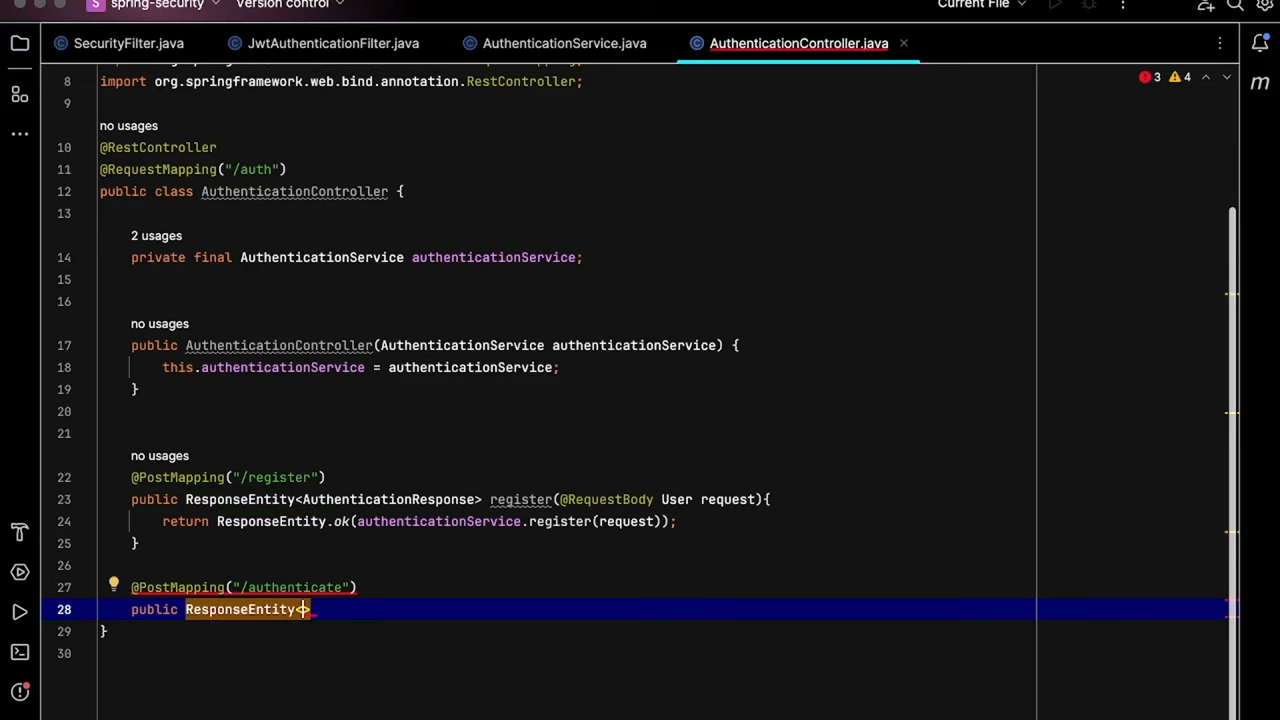 spring-security
Version control
Current File
SecurityFilter.java
JwtAuthenticationFilter.java
AuthenticationService.java
AuthenticationController.java
8 import org.springframework.web.bind.annotation.RestController;
3 4
9
no usages
10 @RestController
11 @RequestMapping("/auth")
12 public class AuthenticationController {
13
2 usages
14 private final AuthenticationService authenticationService;
15
16
no usages
17 public AuthenticationController(AuthenticationService authenticationService) {
18 this.authenticationService = authenticationService;
19 }
20
21
no usages
22 @PostMapping("/register")
23 public ResponseEntity<AuthenticationResponse> register(@RequestBody User request){
24 return ResponseEntity.ok(authenticationService.register(request));
25 }
26
27 @PostMapping("/authenticate")
28 public ResponseEntity<>
29 }
30